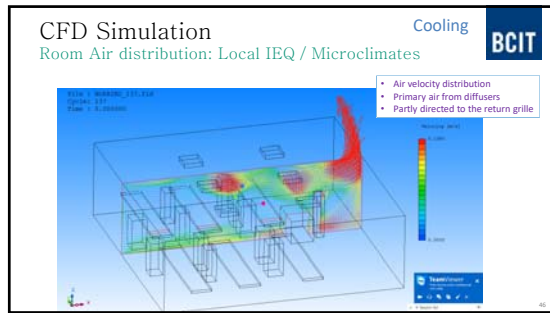 CFD Simulation
Cooling
BCIT
Room Air distribution: Local IEQ / Microclimates
• Air velocity distribution
• Primary air from diffusers
• Partly directed to the return grille
TeamViewer
46